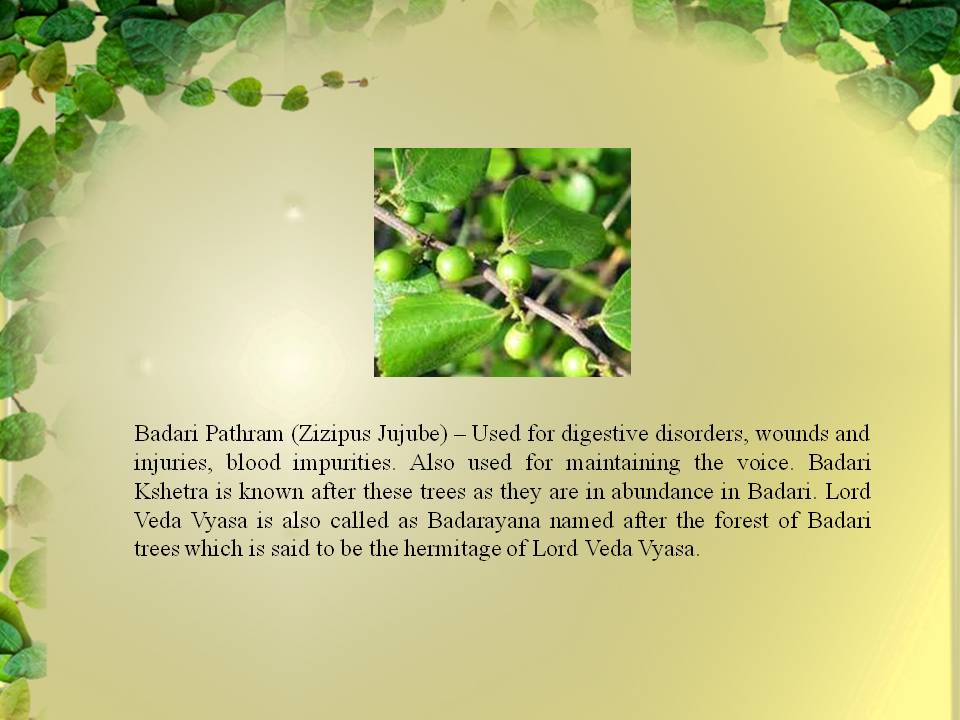 Badari Pathram (Zizipus Jujube) – Used for digestive disorders, wounds and
injuries, blood impurities. Also used for maintaining the voice. Badari
Kshetra is known after these trees as they are in abundance in Badari. Lord
Veda Vyasa is also called as Badarayana named after the forest of Badari
trees which is said to be the hermitage of Lord Veda Vyasa.